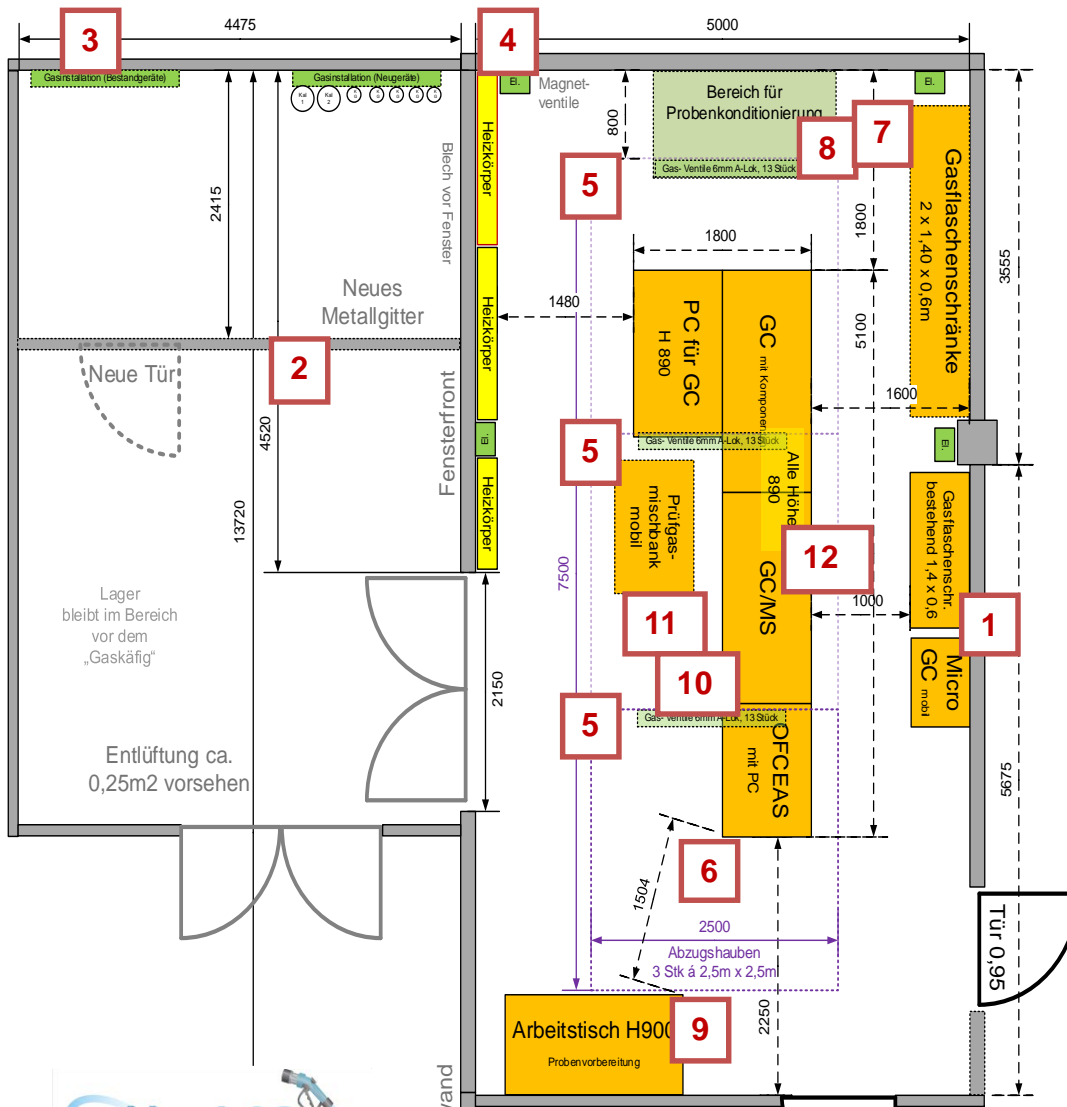 4475
5000
3
4
Gasinstallation (Bestandgeräte)
Gasinstallation (Neugeräte)
Kal
1
Kal
2
El.
Magnet-
ventile
Bereich für
Probenkonditionierung
El.
800
8
7
Gas- Ventile 6mm A-Lok, 13 Stück
5
Heizkörper
Blech vor Fenster
2415
1800
1800
Gasflaschenschränke
2 x 1,40 x 0,6m
3555
Neues
Metallgitter
1480
PC für GC
H 890
GC
5100
2
Neue Tür
4520
Heizkörper
1600
Fensterfront
El.
5
Gas- Ventile 6mm A-Lok, 13 Stück
El.
Alle Höhe
890
Heizkörper
Prüfgas-
mischbank
mobil
Gasflaschenschr.
bestehend 1,4 x 0,6
13720
7500
GC/MS
12
1000
Lager
bleibt im Bereich
vor dem
„Gaskäfig“
11
1
10
Micro
GC mobil
2150
5
Gas- Ventile 6mm A-Lok, 13 Stück
OFCEAS
mit PC
Entlüftung ca.
0,25m2 vorsehen
5675
6
1504
2500
Abzugshauben
3 Stk á 2,5m x 2,5m
Tür 0,95
2250
9
Arbeitstisch H900
Probenvorbereitung